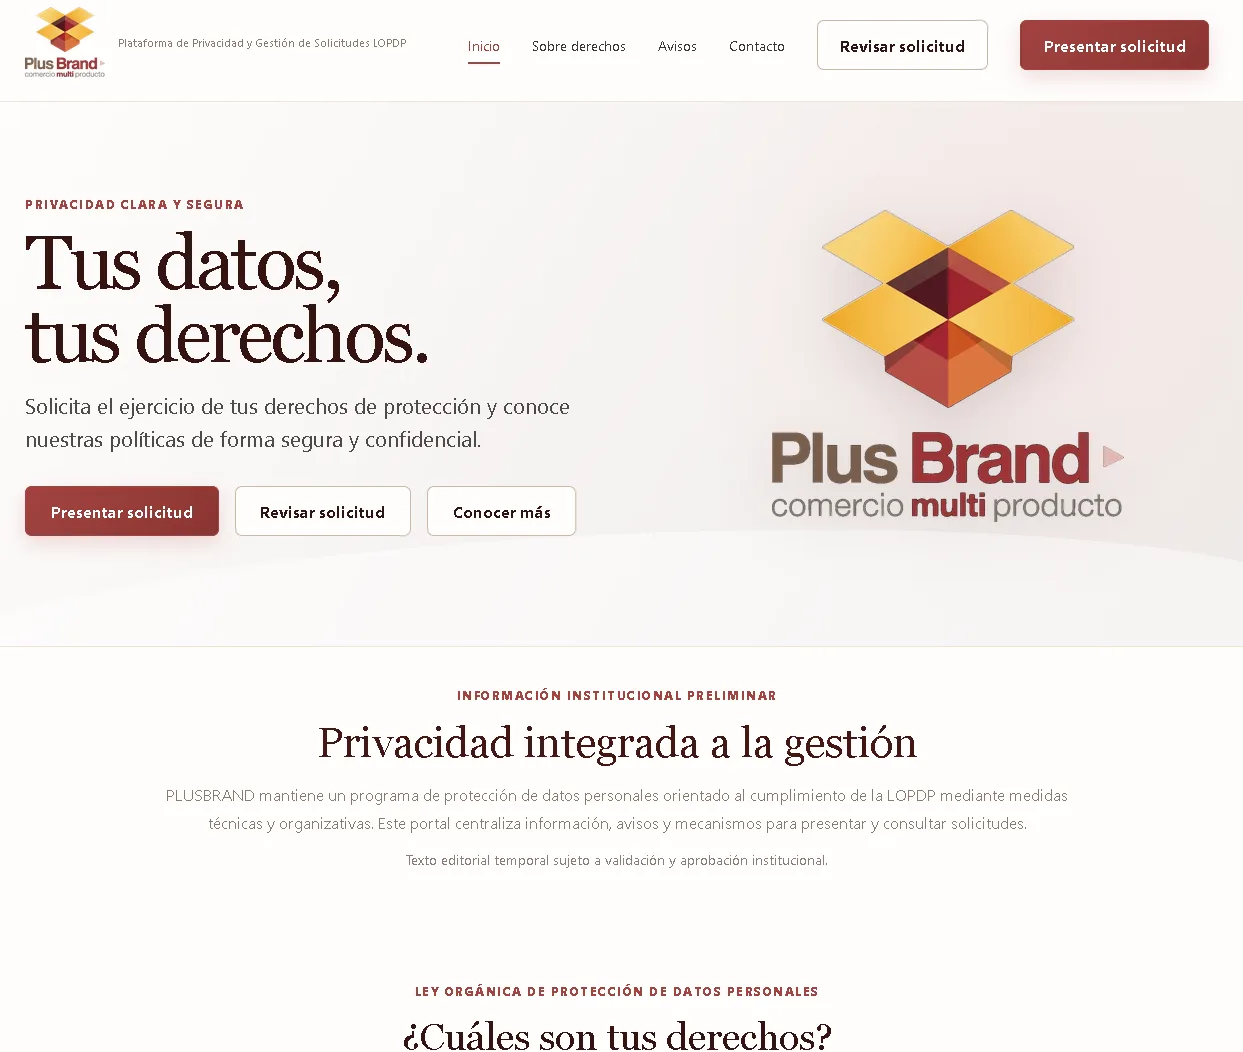 Plus Brand
comercio multi producto
Plataforma de Privacidad y Gestión de Solicitudes LOPDP
Inicio
Sobre derechos
Avisos
Contacto
Revisar solicitud
Presentar solicitud
PRIVACIDAD CLARA Y SEGURA
Tus datos,
tus derechos.
Solicita el ejercicio de tus derechos de protección y conoce
nuestras políticas de forma segura y confidencial.
Presentar solicitud
Revisar solicitud
Conocer más
Plus Brand
comercio multi producto
INFORMACIÓN INSTITUCIONAL PRELIMINAR
Privacidad integrada a la gestión
PLUSBRAND mantiene un programa de protección de datos personales orientado al cumplimiento de la LOPDP mediante medidas
técnicas y organizativas. Este portal centraliza información, avisos y mecanismos para presentar y consultar solicitudes.
Texto editorial temporal sujeto a validación y aprobación institucional.
LEY ORGÁNICA DE PROTECCIÓN DE DATOS PERSONALES
¿Cuáles son tus derechos?